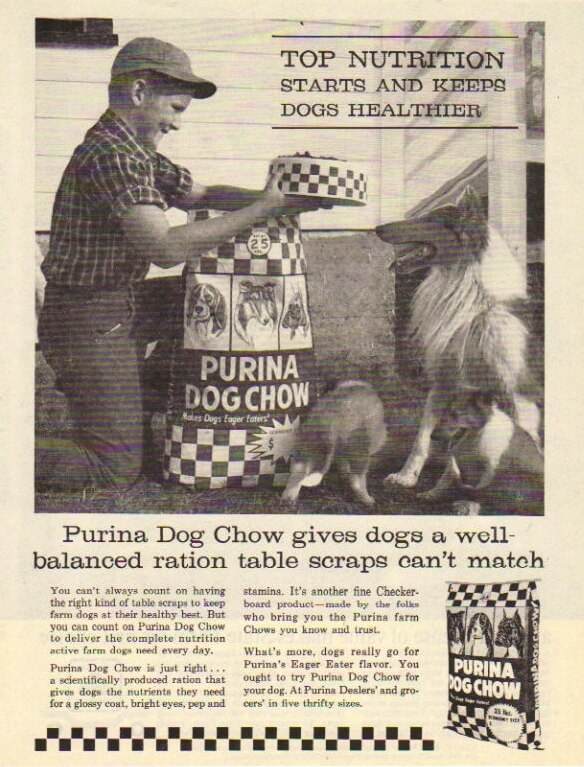 TOP NUTRITION
STARTS AND KEEPS
DOGS HEALTHIER
25
PURINA
DOG CHOW
Makes Dogs Eager Eaters!
Purina Dog Chow gives dogs a well-
balanced ration table scraps can't match
You can't always count on having
the right kind of table scraps to keep
farm dogs at their healthy best. But
you can count on Purina Dog Chow
to deliver the complete nutrition
active farm dogs need every day.
Purina Dog Chow is just right . . .
a scientifically produced ration that
gives dogs the nutrients they need
for a glossy coat, bright eyes, pep and
stamina. It's another fine Checker-
board product—made by the folks
who bring you the Purina farm
Chows you know and trust.
What's more, dogs really go for
Purina's Eager Eater flavor. You
ought to try Purina Dog Chow for
your dog. At Purina Dealers' and gro-
cers' in five thrifty sizes.
PURINA
DOG CHOW
25 lbs.
ECONOMY SIZE